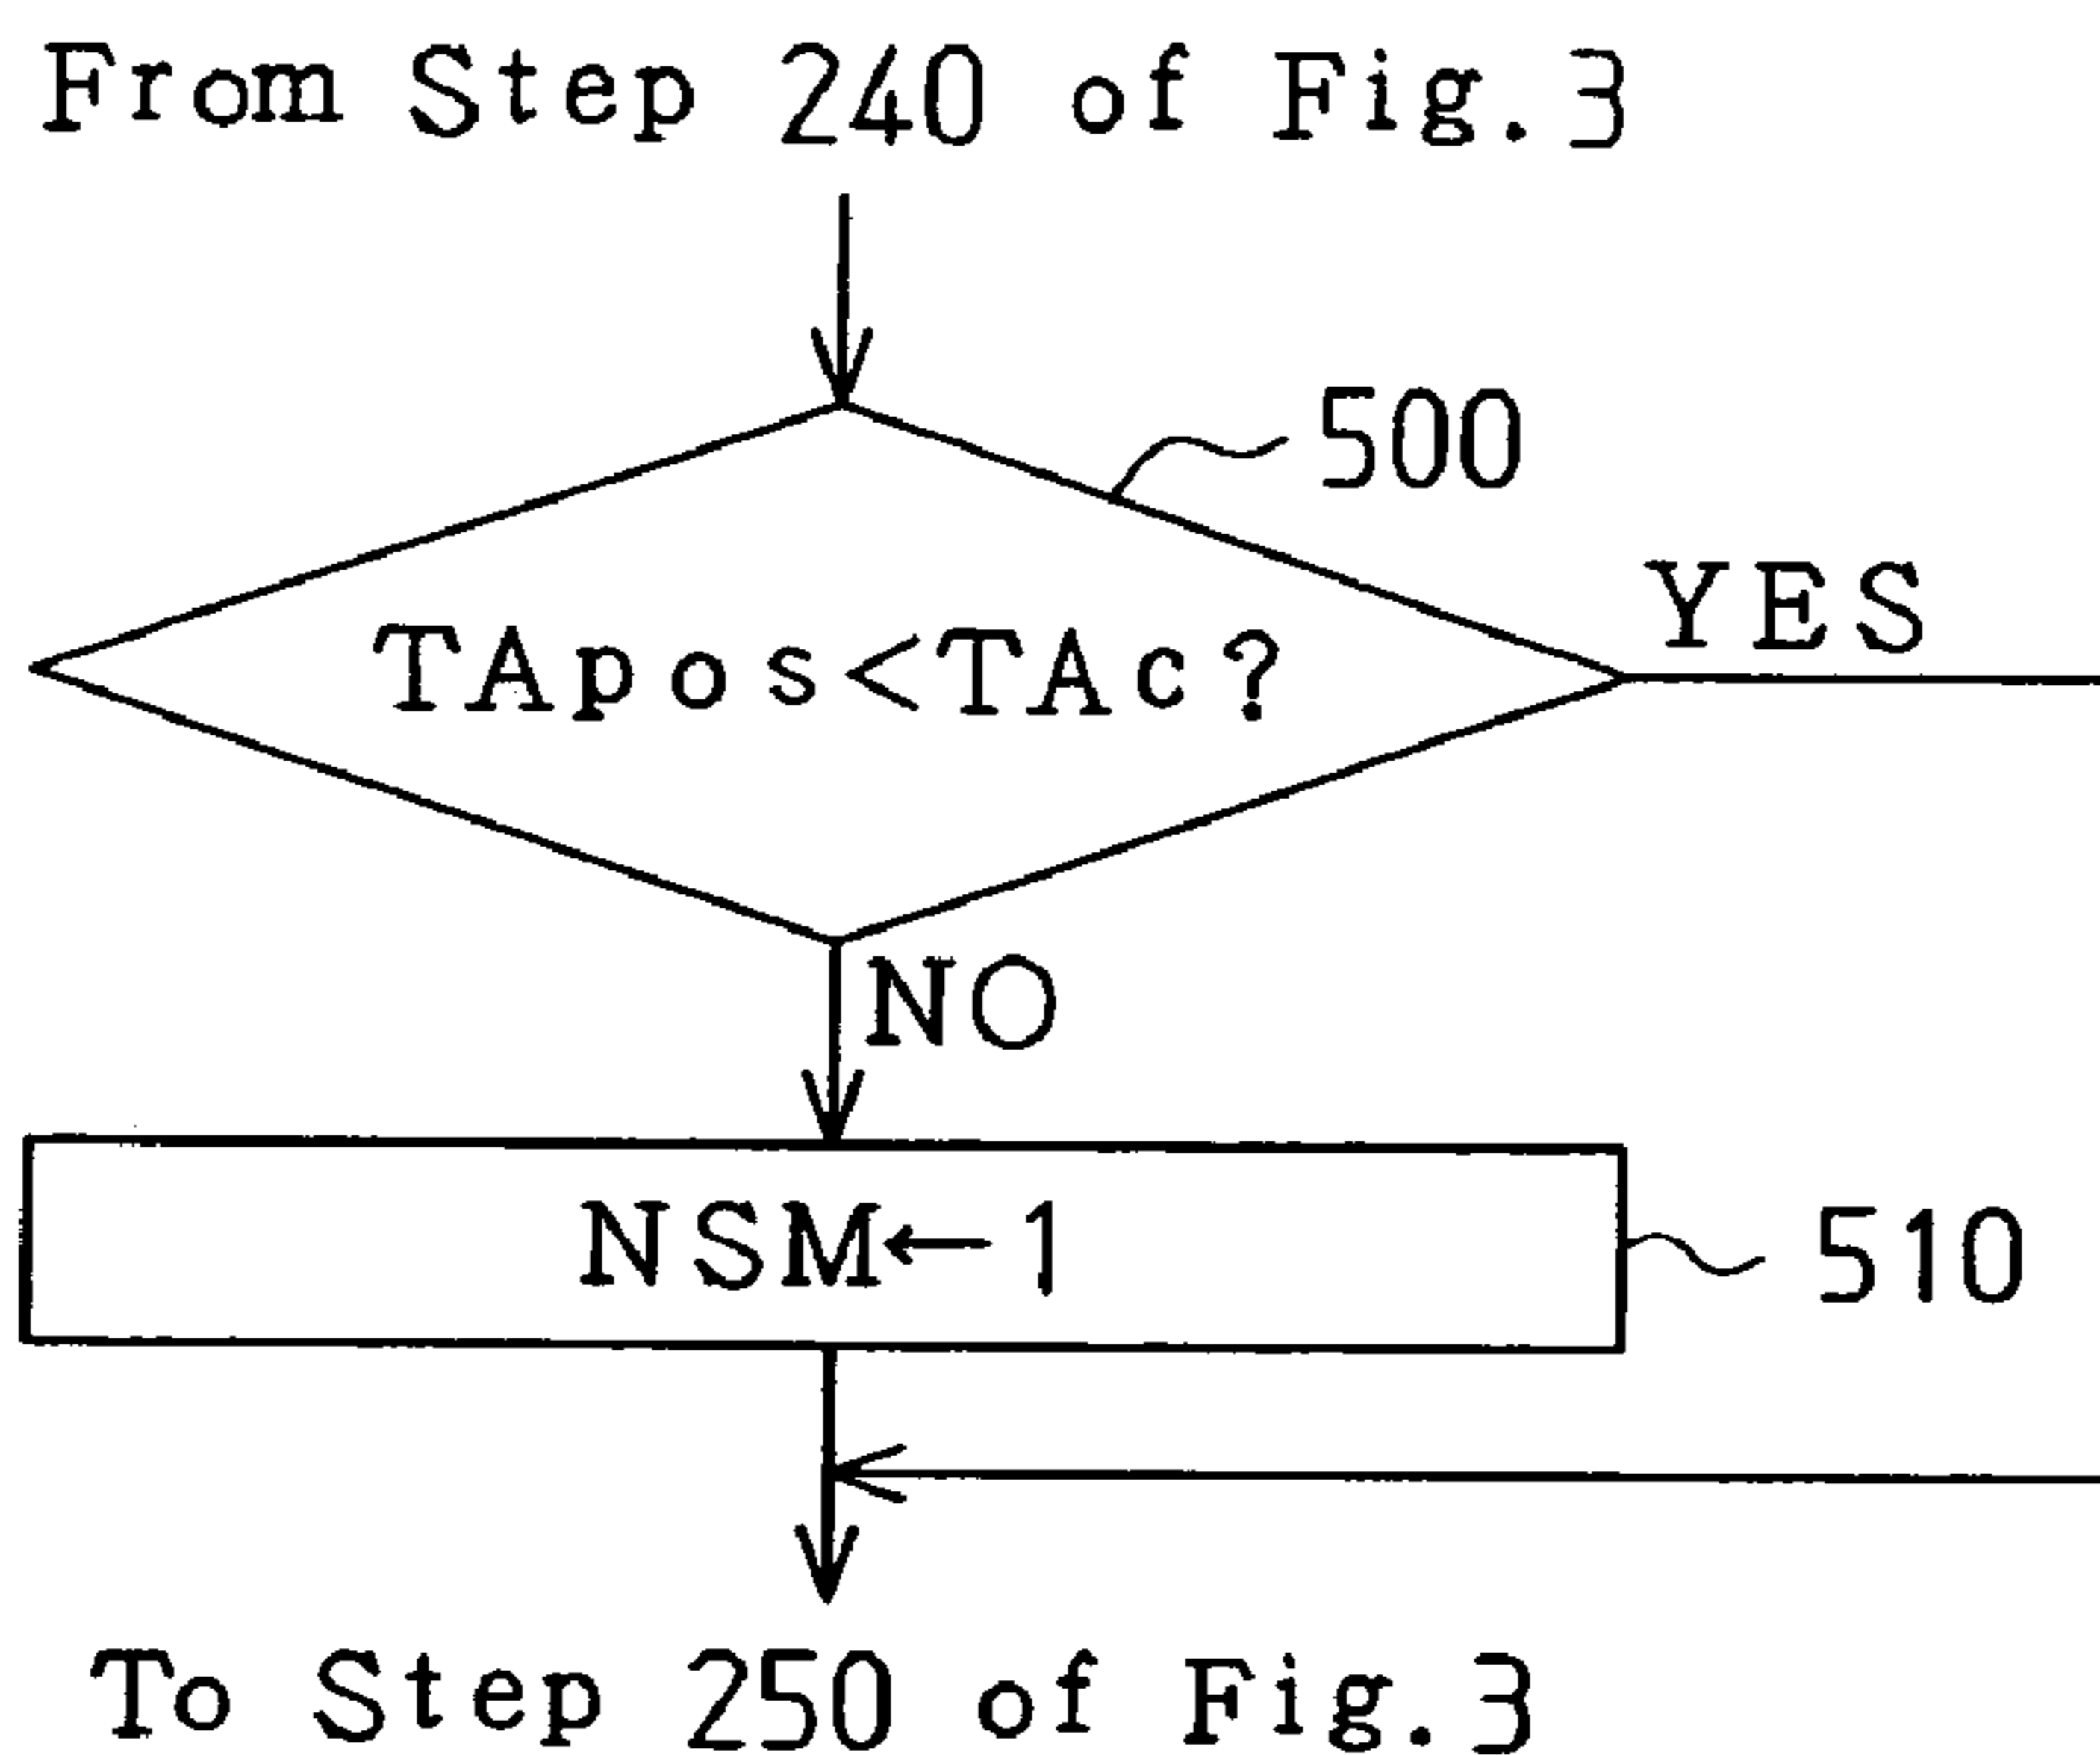 From Step 240 of Fig.3
500
YES
TApos<TAc?
NO
NSM←1
510
To Step 250 of Fig.3